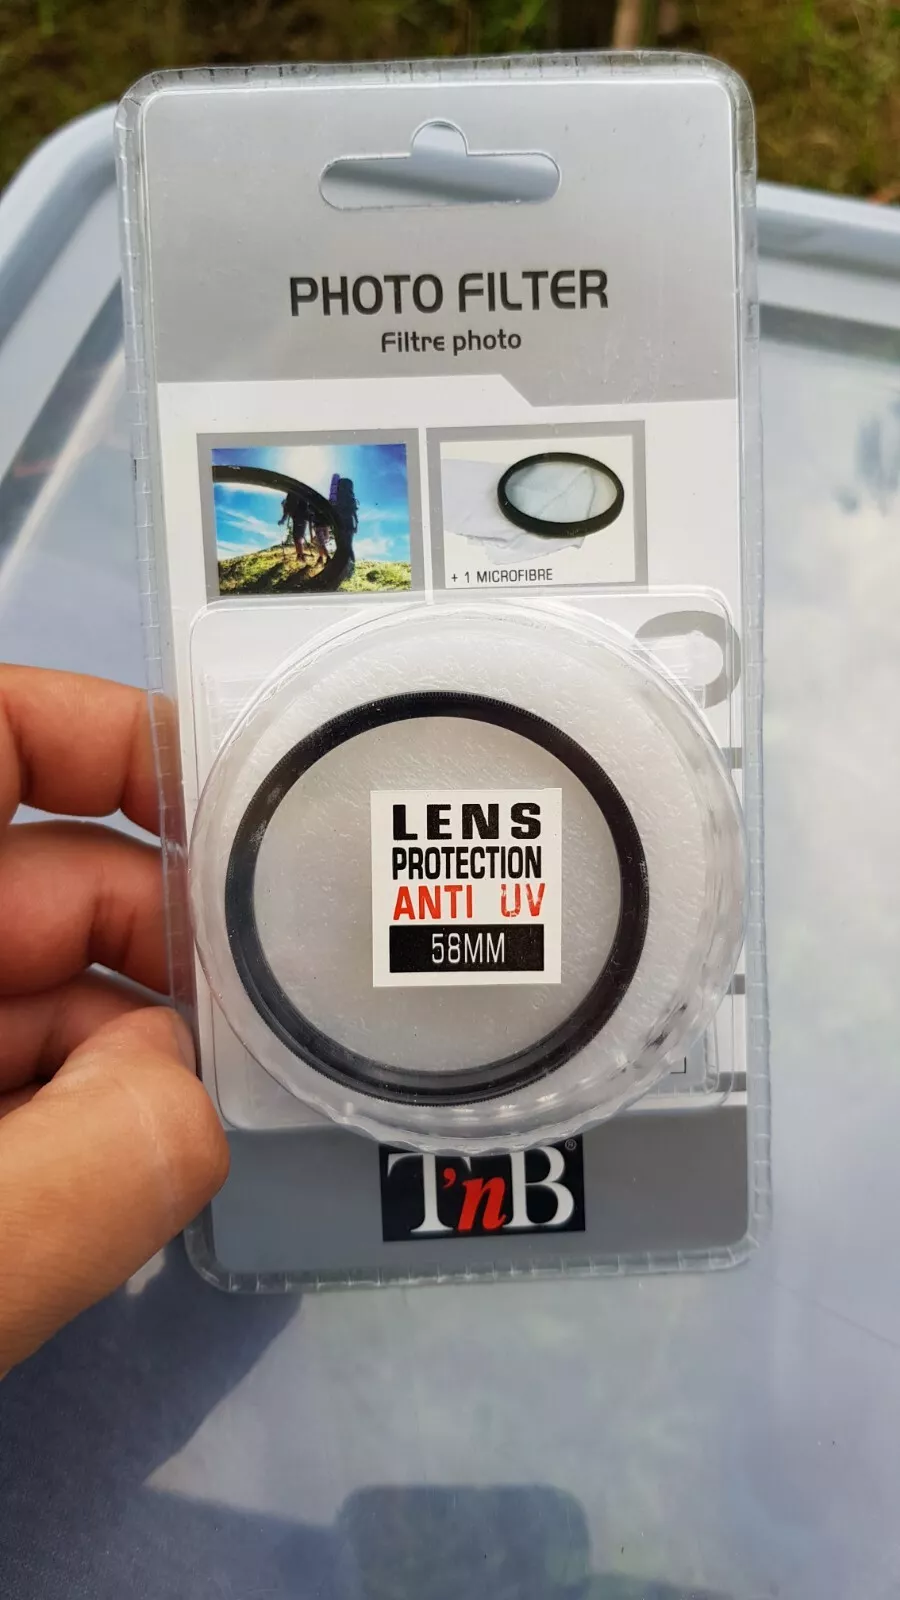 PHOTO FILTER
Filtre photo
+ 1 MICROFIBRE
LENS
PROTECTION
ANTI UV
58MM
T'nB®